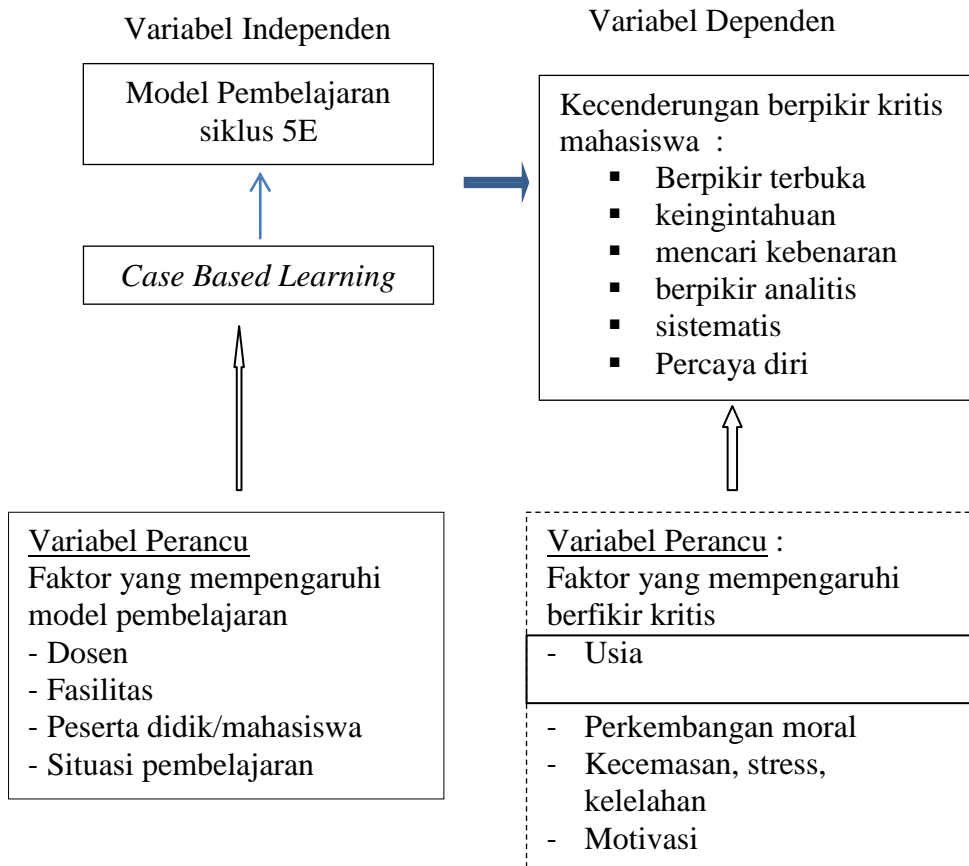 Variabel Independen
Variabel Dependen
Model Pembelajaran
siklus 5E
Case Based Learning
Kecenderungan berpikir kritis
mahasiswa :
▪ Berpikir terbuka
▪ keingintahuan
▪ mencari kebenaran
▪ berpikir analitis
▪ sistematis
▪ Percaya diri
Variabel Perancu
Faktor yang mempengaruhi
model pembelajaran
- Dosen
- Fasilitas
- Peserta didik/mahasiswa
- Situasi pembelajaran
Variabel Perancu :
Faktor yang mempengaruhi
berfikir kritis
- Usia
- Perkembangan moral
- Kecemasan, stress,
kelelahan
- Motivasi